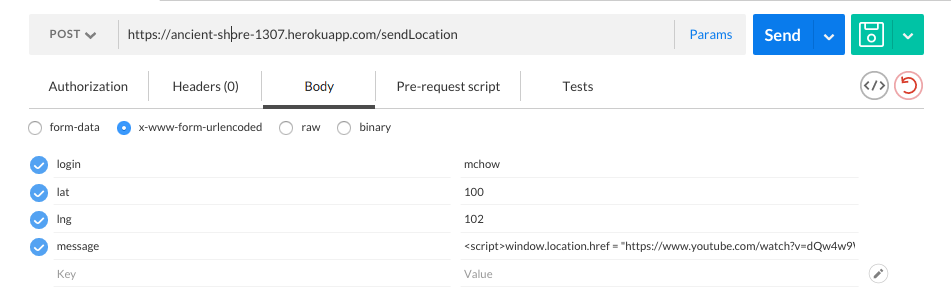 POST https://ancient-shore-1307.herokuapp.com/sendLocation Params Send
Authorization Headers (0) Body Pre-request script Tests </>
form-data x-www-form-urlencoded raw binary
login mchow
lat 100
lng 102
message <script>window.location.href = "https://www.youtube.com/watch?v=dQw4w9
Key Value